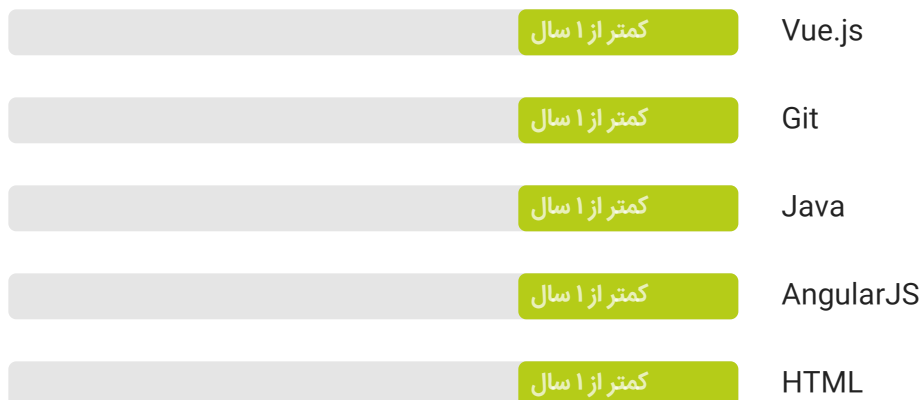 Vue.js
کمتر از ۱ سال
Git
کمتر از ۱ سال
Java
کمتر از ۱ سال
AngularJS
کمتر از ۱ سال
HTML
کمتر از ۱ سال